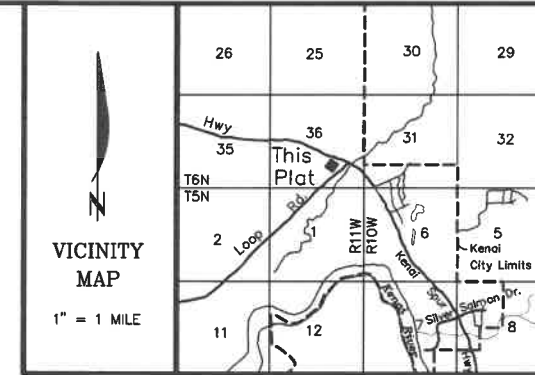 N
VICINITY
MAP
1" = 1 MILE
26 25 30 29
Hwy
35 36 31 32
This
Plat
T6N
T5N
2 Loop Rd. 1 R11W R10W 6 5
Kenai
City Limits
Kenai Spur Hwy
11 12 Kenai River 7 Silver Salmon Dr. 8